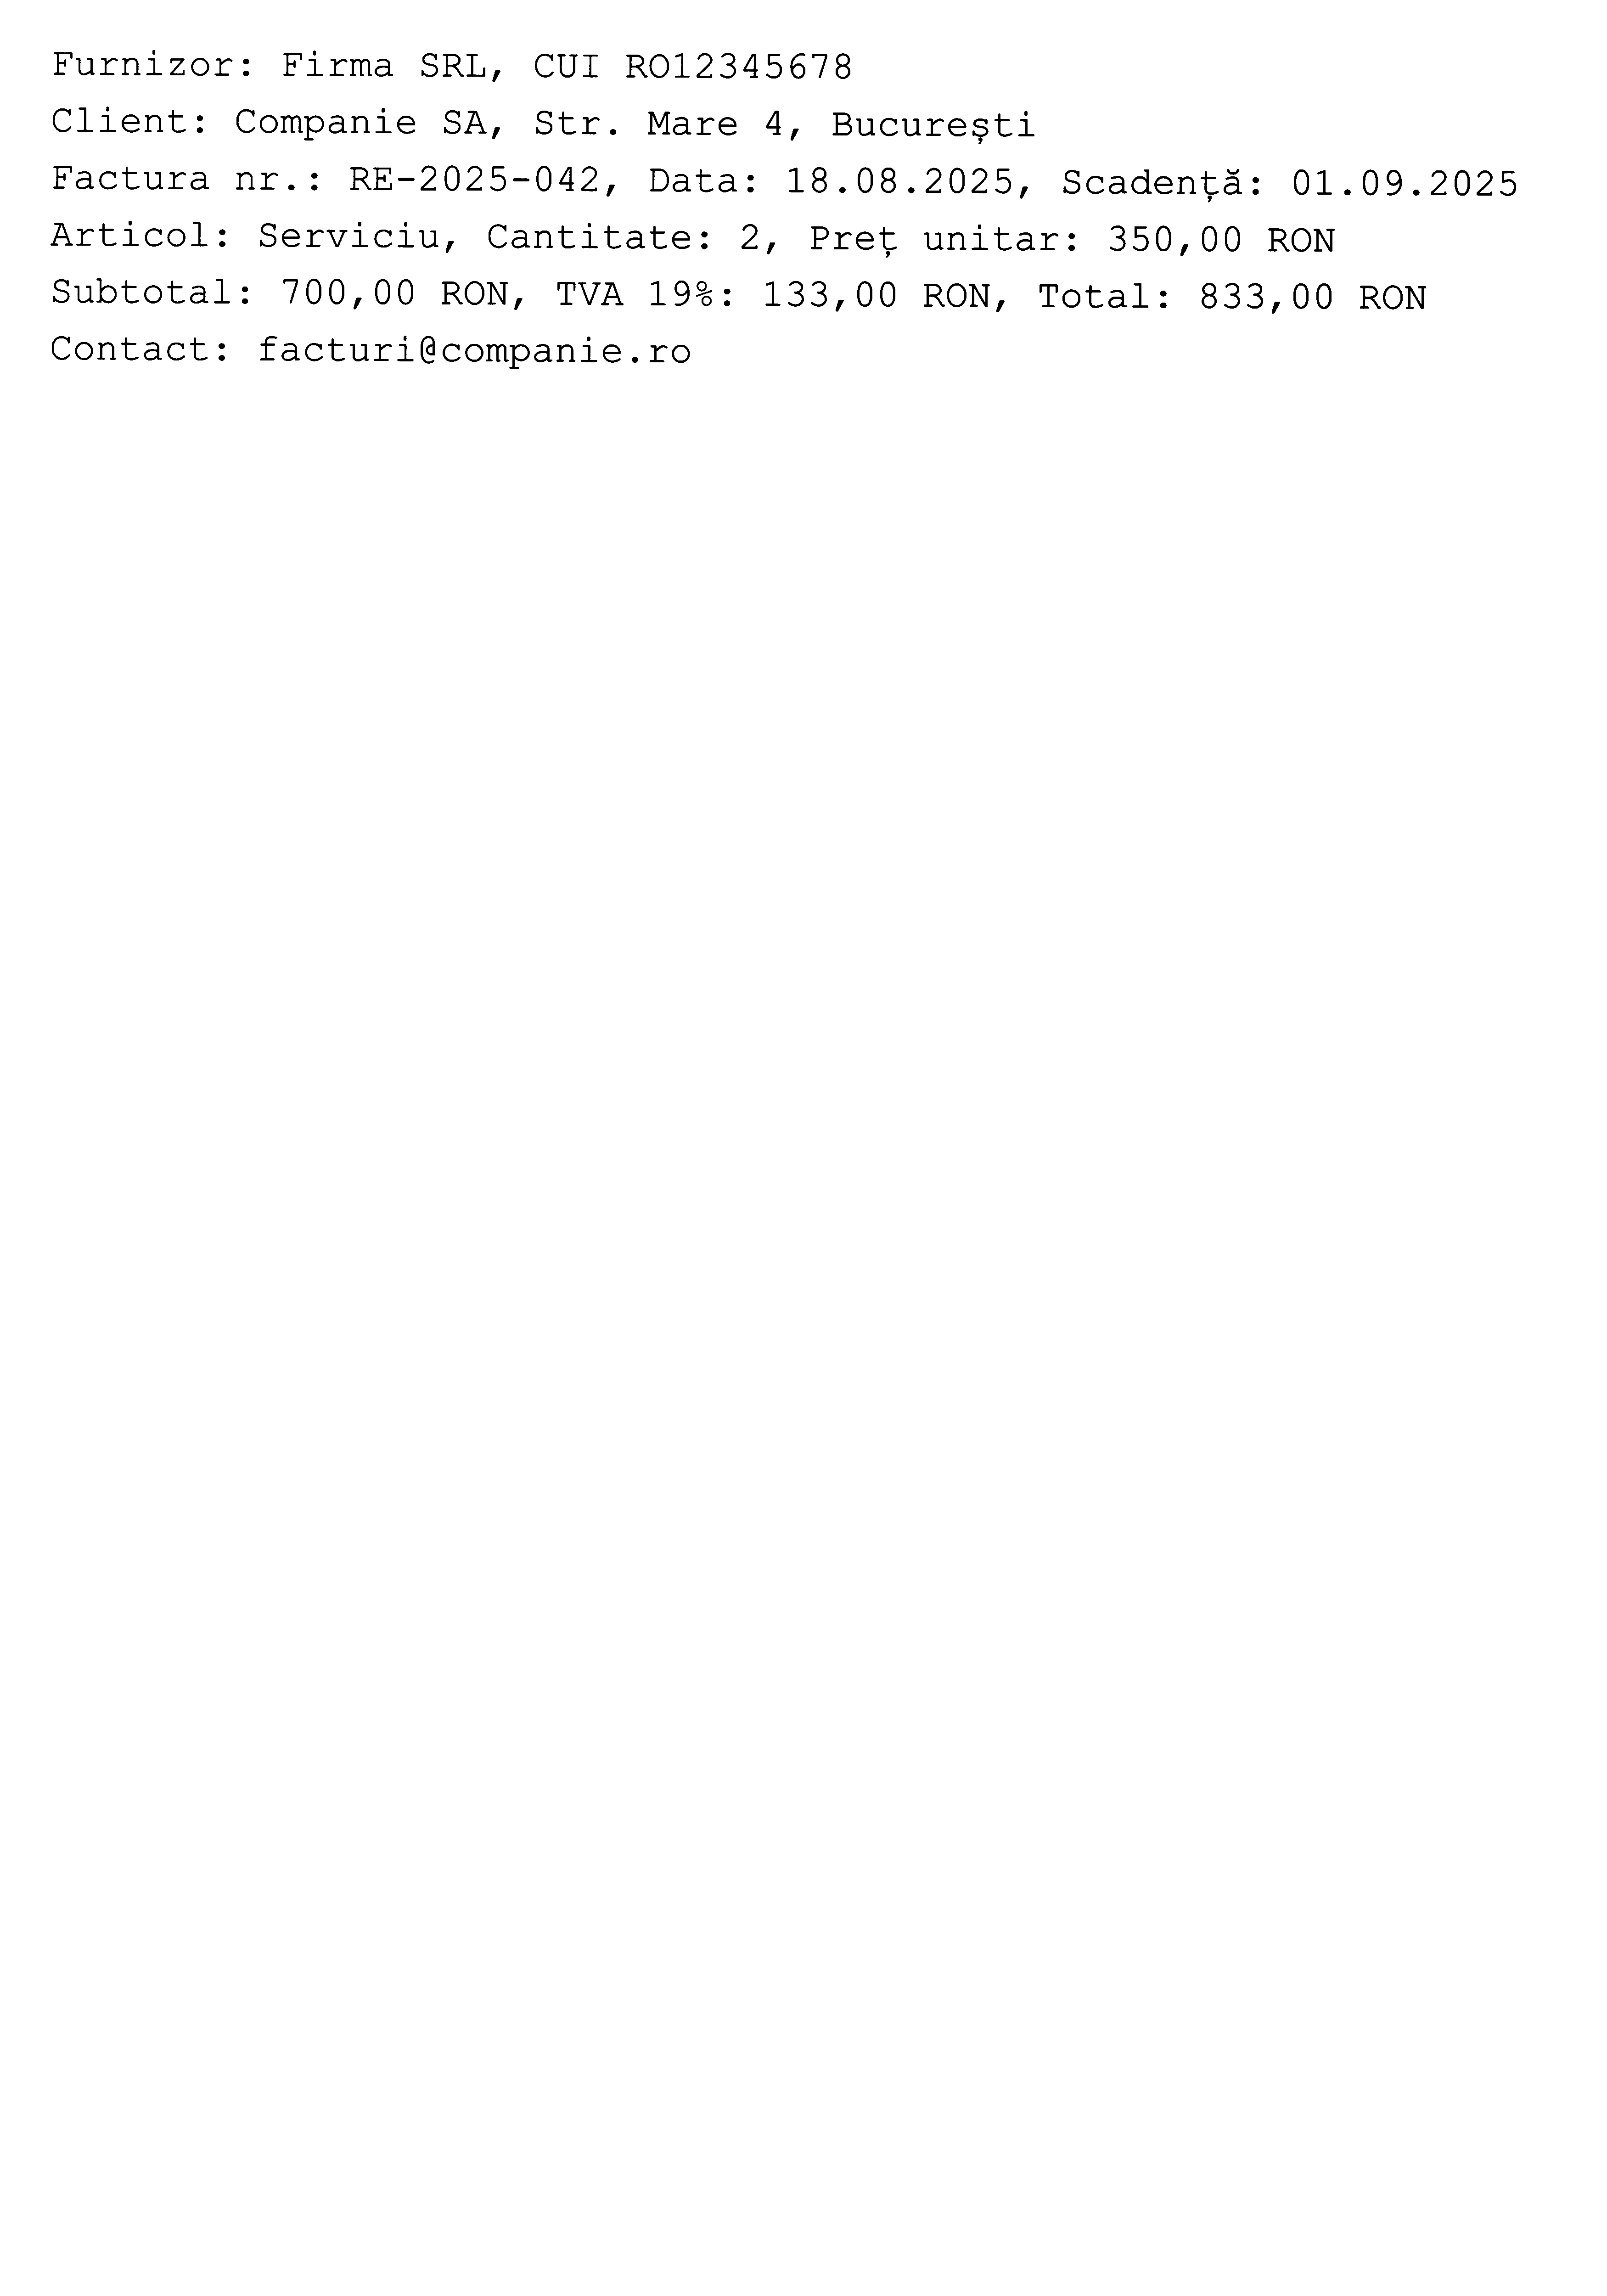 Furnizor: Firma SRL, CUI RO12345678
Client: Companie SA, Str. Mare 4, București
Factura nr.: RE-2025-042, Data: 18.08.2025, Scadență: 01.09.2025
Articol: Serviciu, Cantitate: 2, Preț unitar: 350,00 RON
Subtotal: 700,00 RON, TVA 19%: 133,00 RON, Total: 833,00 RON
Contact: facturi@companie.ro